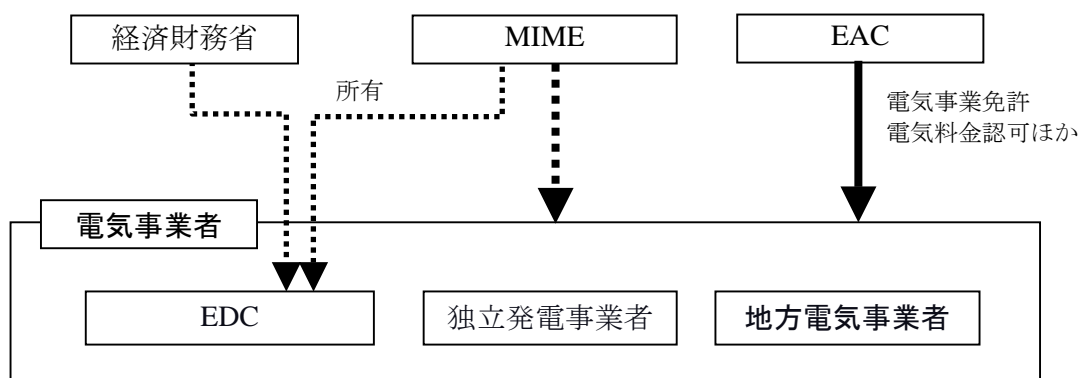 経済財務省
MIME
EAC
所有
電気事業免許
電気料金認可ほか
電気事業者
EDC
独立発電事業者
地方電気事業者